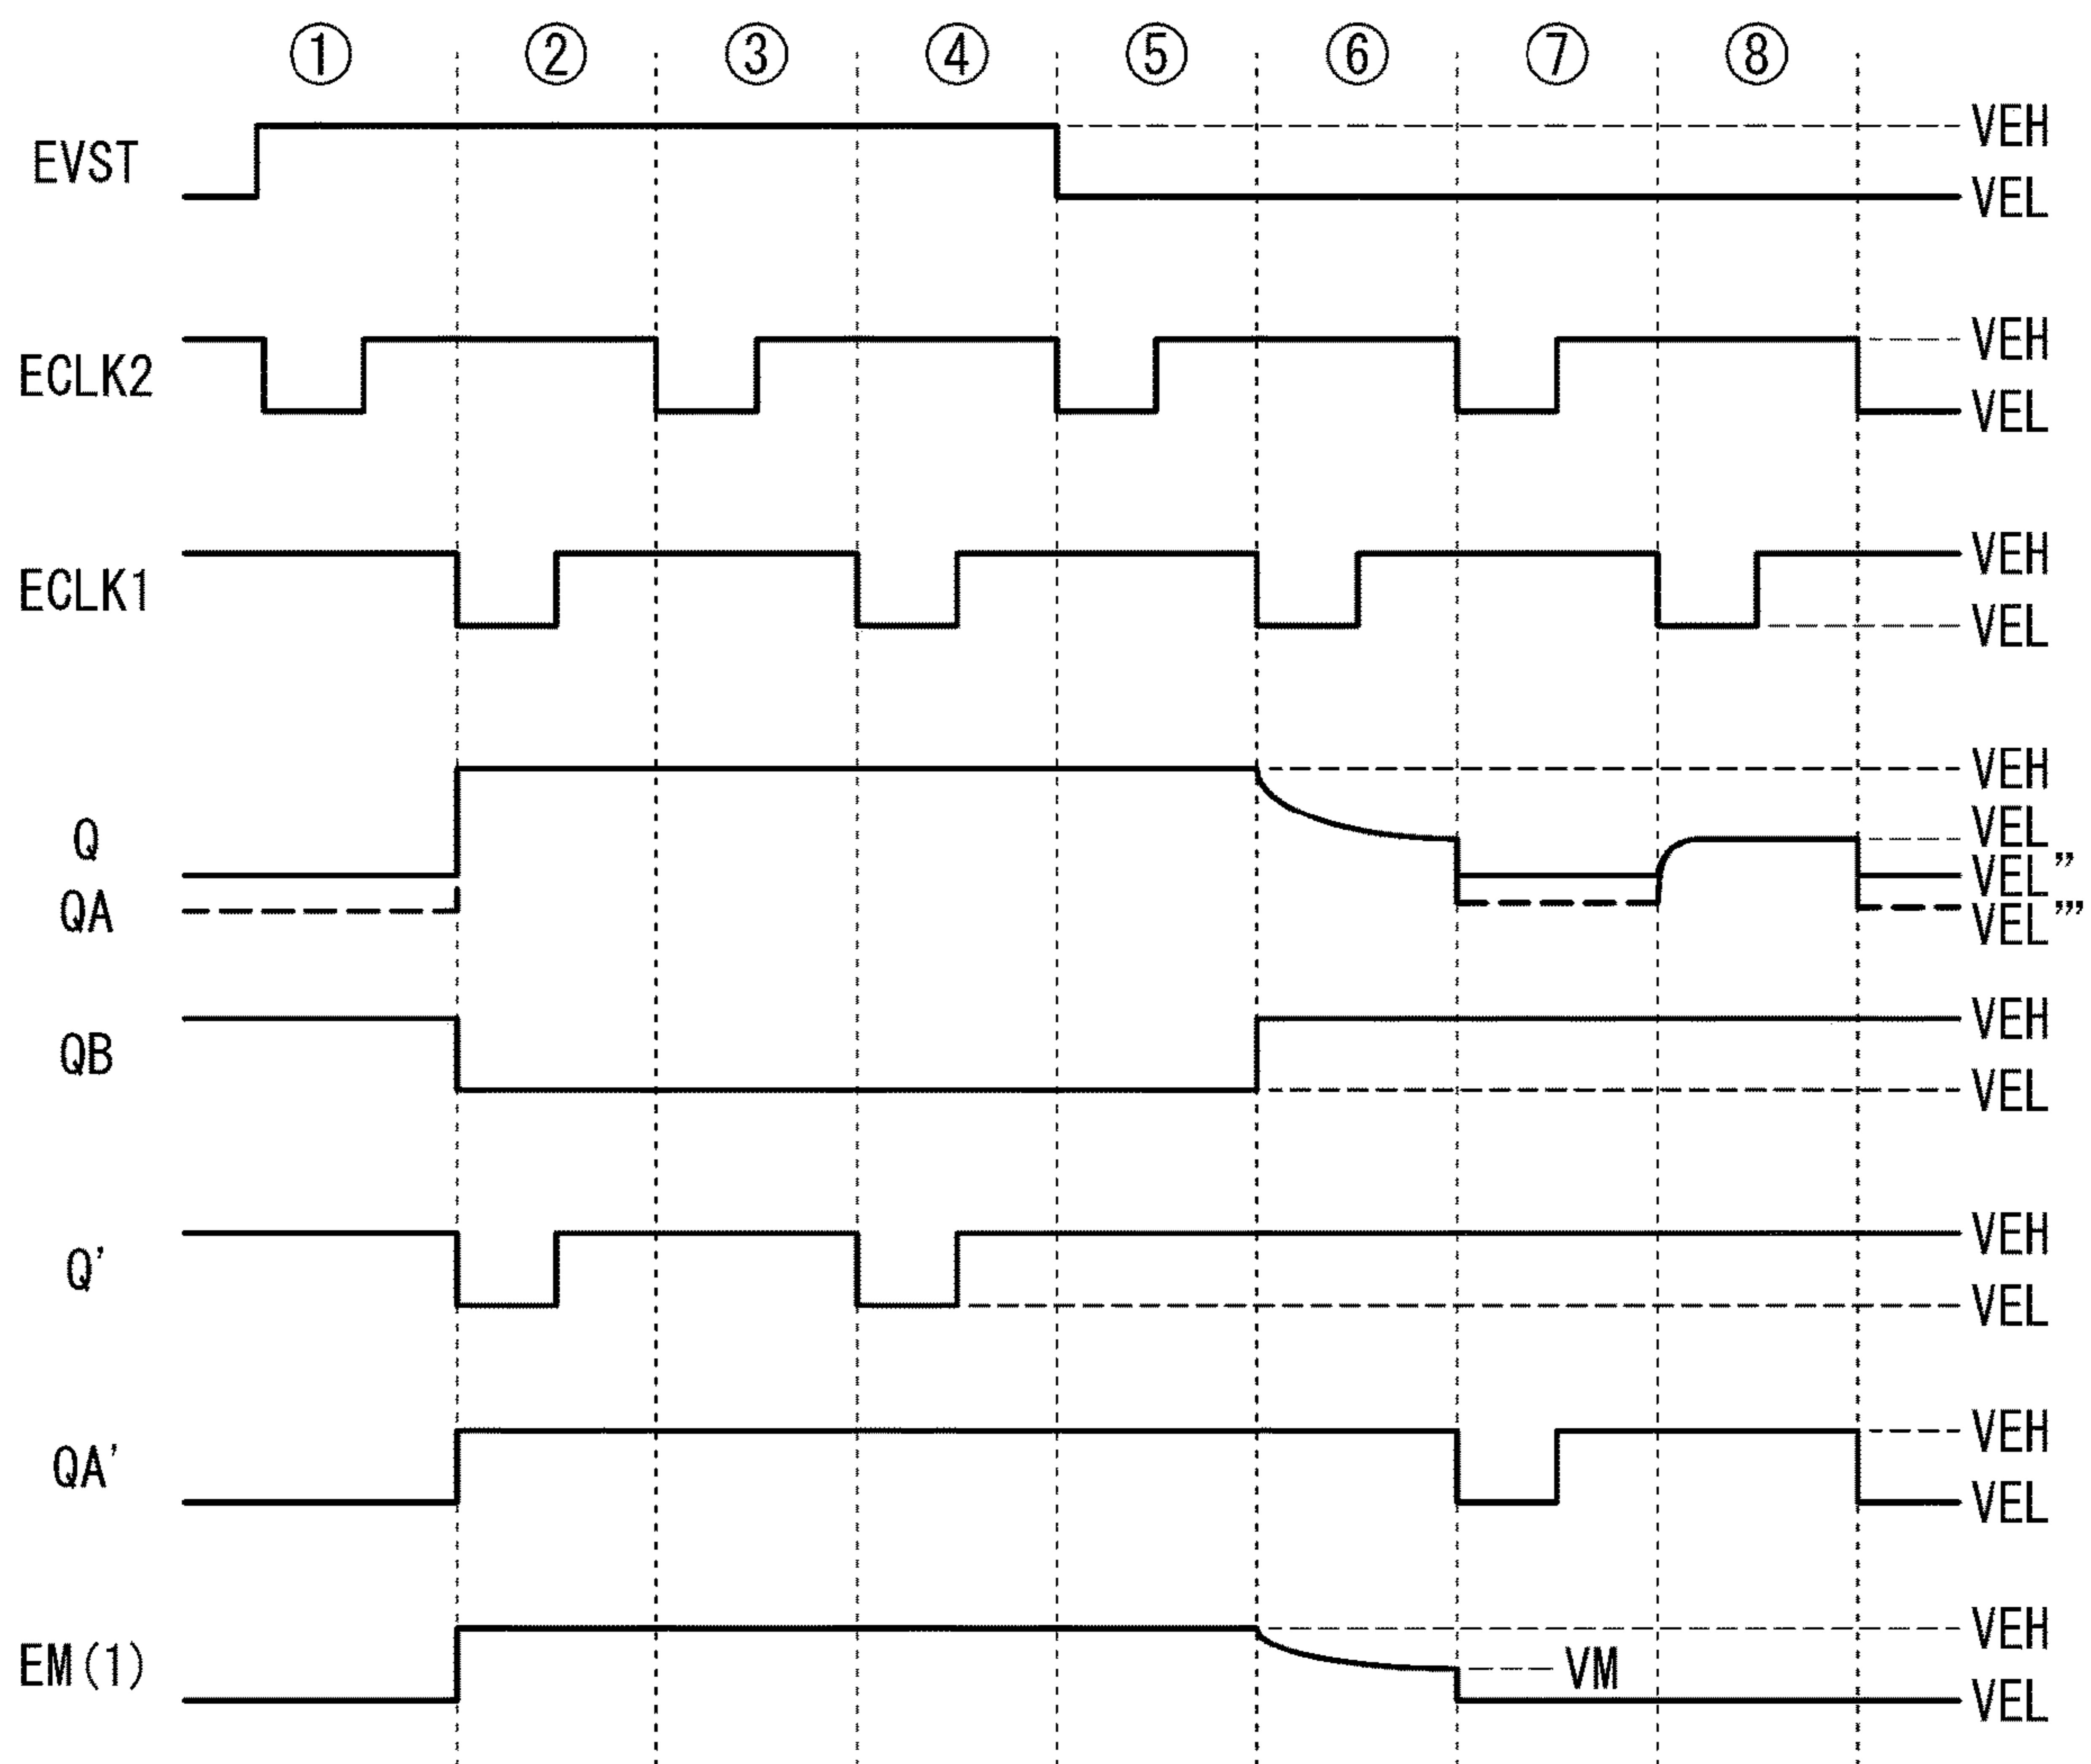 ① ② ③ ④ ⑤ ⑥ ⑦ ⑧
EVST VEH
VEL
ECLK2 VEH
VEL
ECLK1 VEH
VEL
Q VEH
VEL
VEL”
QA VEL”’
QB VEH
VEL
Q' VEH
VEL
QA' VEH
VEL
EM(1) VEH
VM
VEL